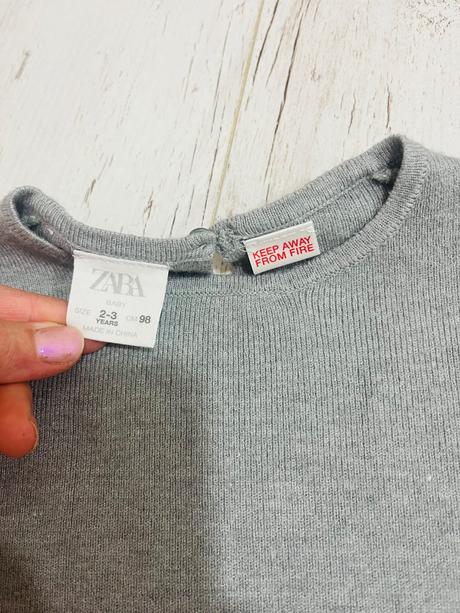 ZARA
BABY
SIZE 2-3 YEARS CM 98
MADE IN CHINA
KEEP AWAY
FROM FIRE